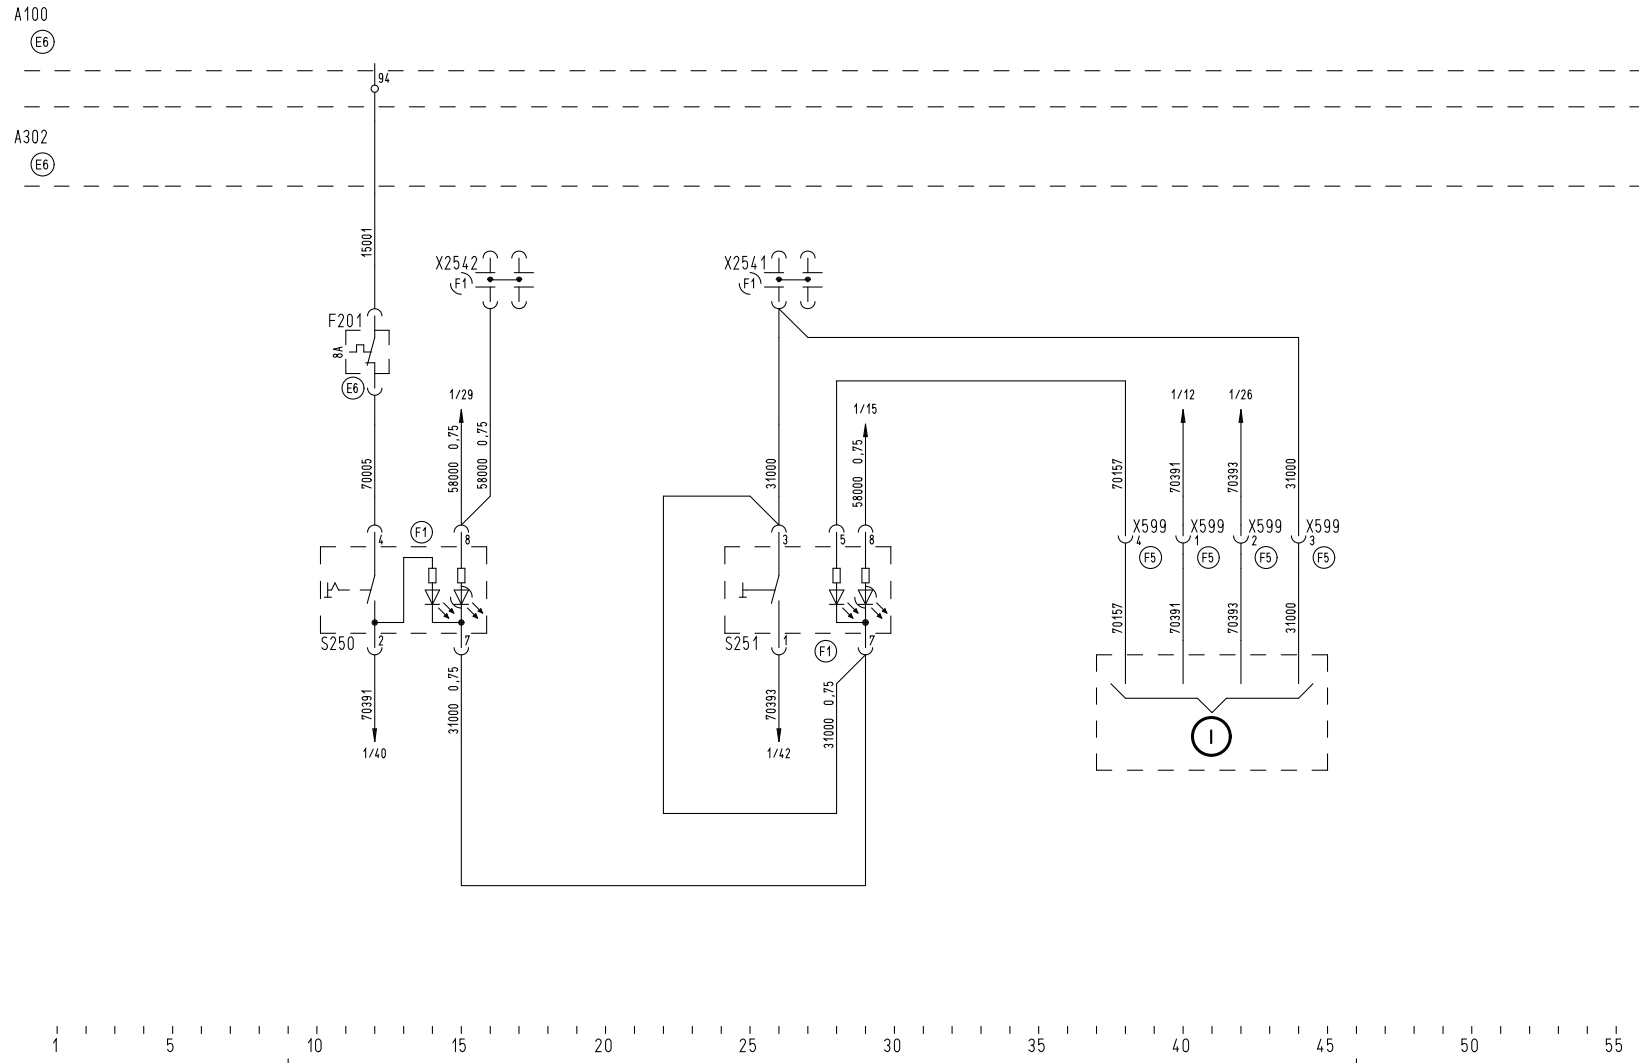 A100
E6
94
A302
E6
15001
X2542
F1
X2541
F1
F201
8A
E6
1/29
1/15
1/12
1/26
70005
58000 0,75
58000 0,75
31000
58000 0,75
70157
70391
70393
31000
4
F1
8
3
5
8
X599
4
F5
X599
1
F5
X599
2
F5
X599
3
F5
70157
70391
70393
31000
S250
2
7
S251
1
F1
7
70391
31000 0,75
70393
31000 0,75
1/40
1/42
I
1 5 10 15 20 25 30 35 40 45 50 55